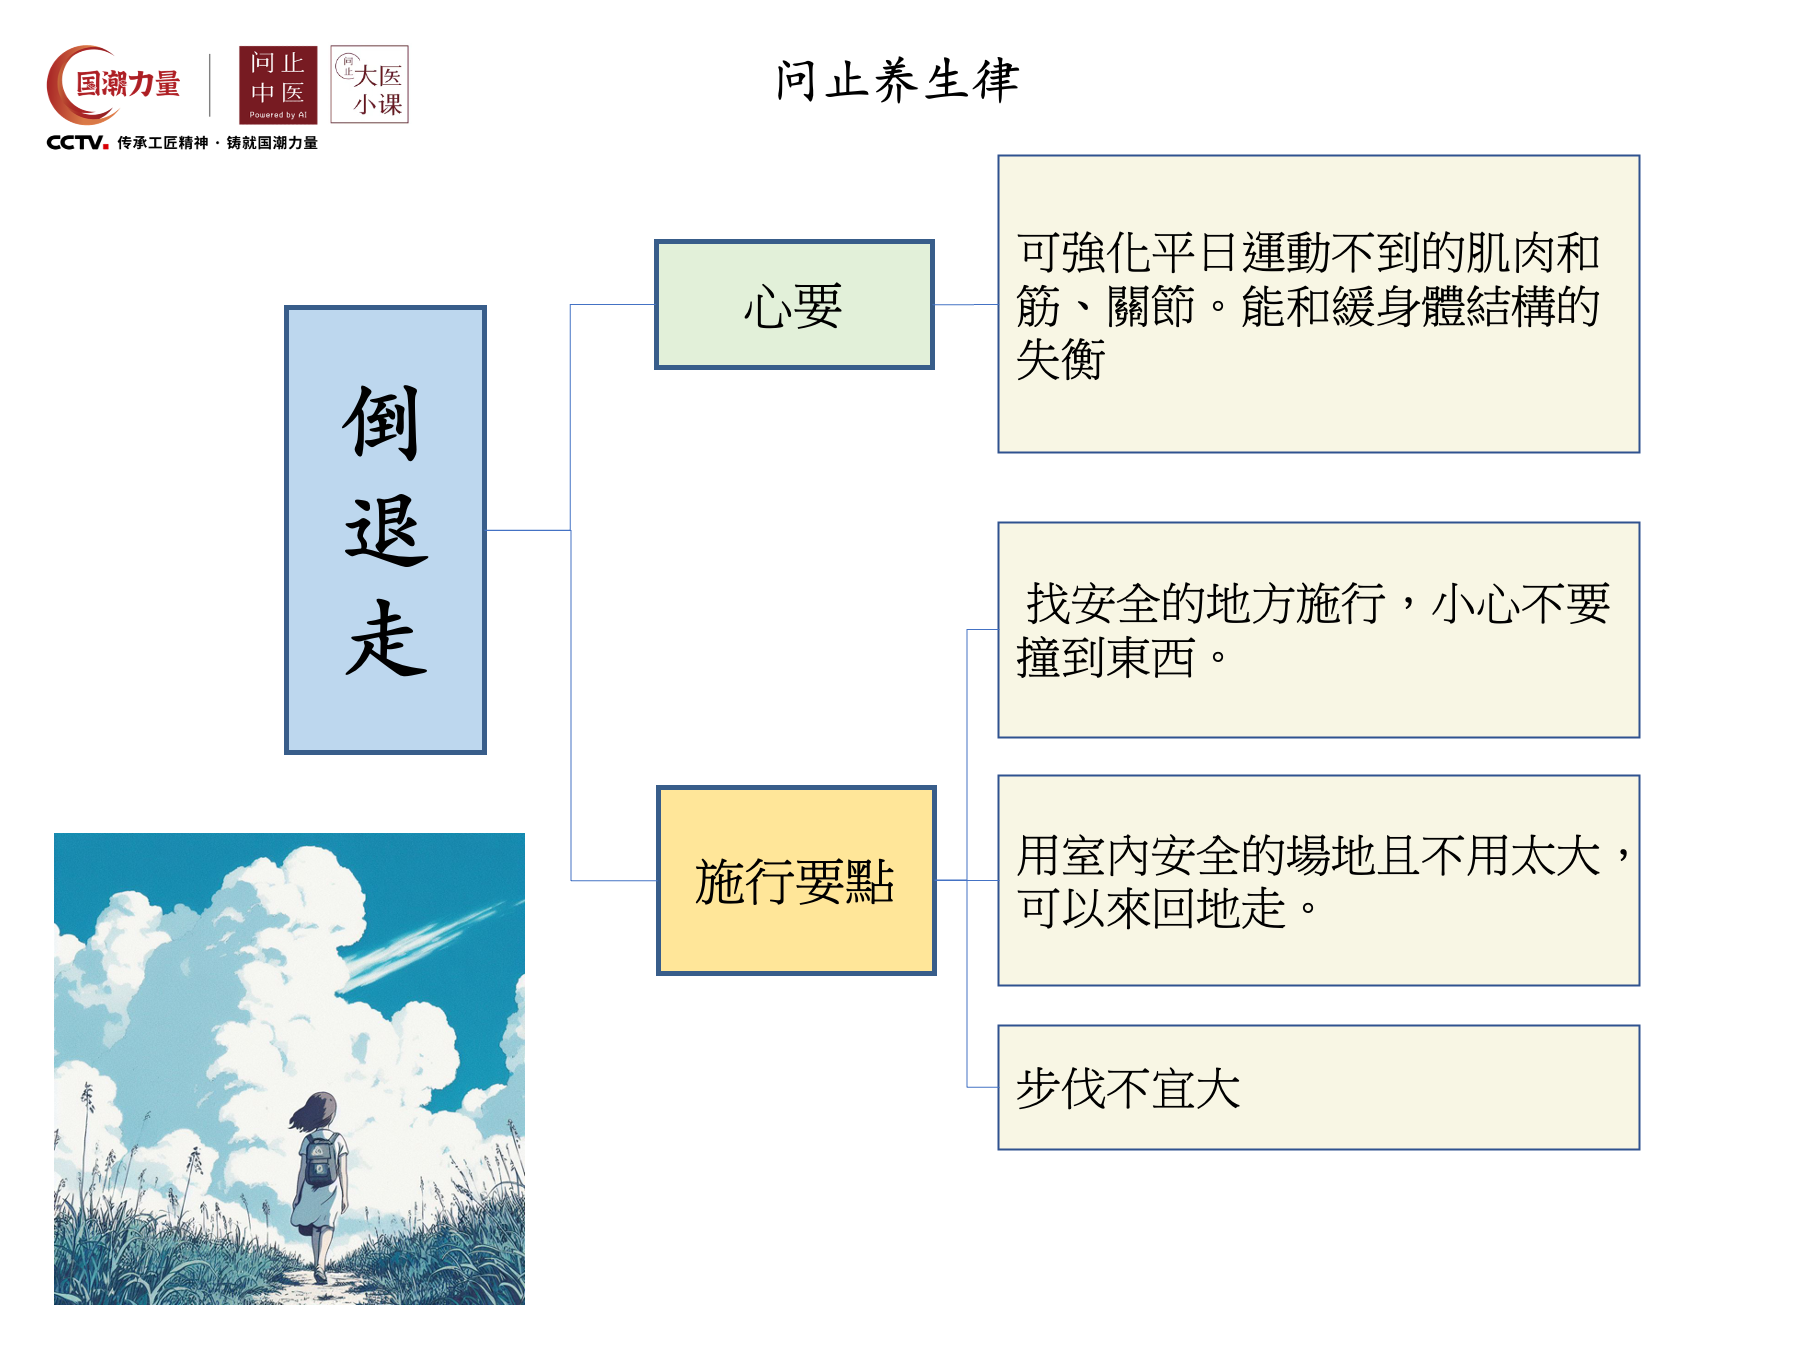 国潮力量
问止
中医
Powered by AI
问止
大医
小课
CCTV. 传承工匠精神 · 铸就国潮力量
问止养生律
倒
退
走
心要
可強化平日運動不到的肌肉和
筋、關節。能和緩身體結構的
失衡
施行要點
找安全的地方施行，小心不要
撞到東西。
用室內安全的場地且不用太大，
可以來回地走。
步伐不宜大